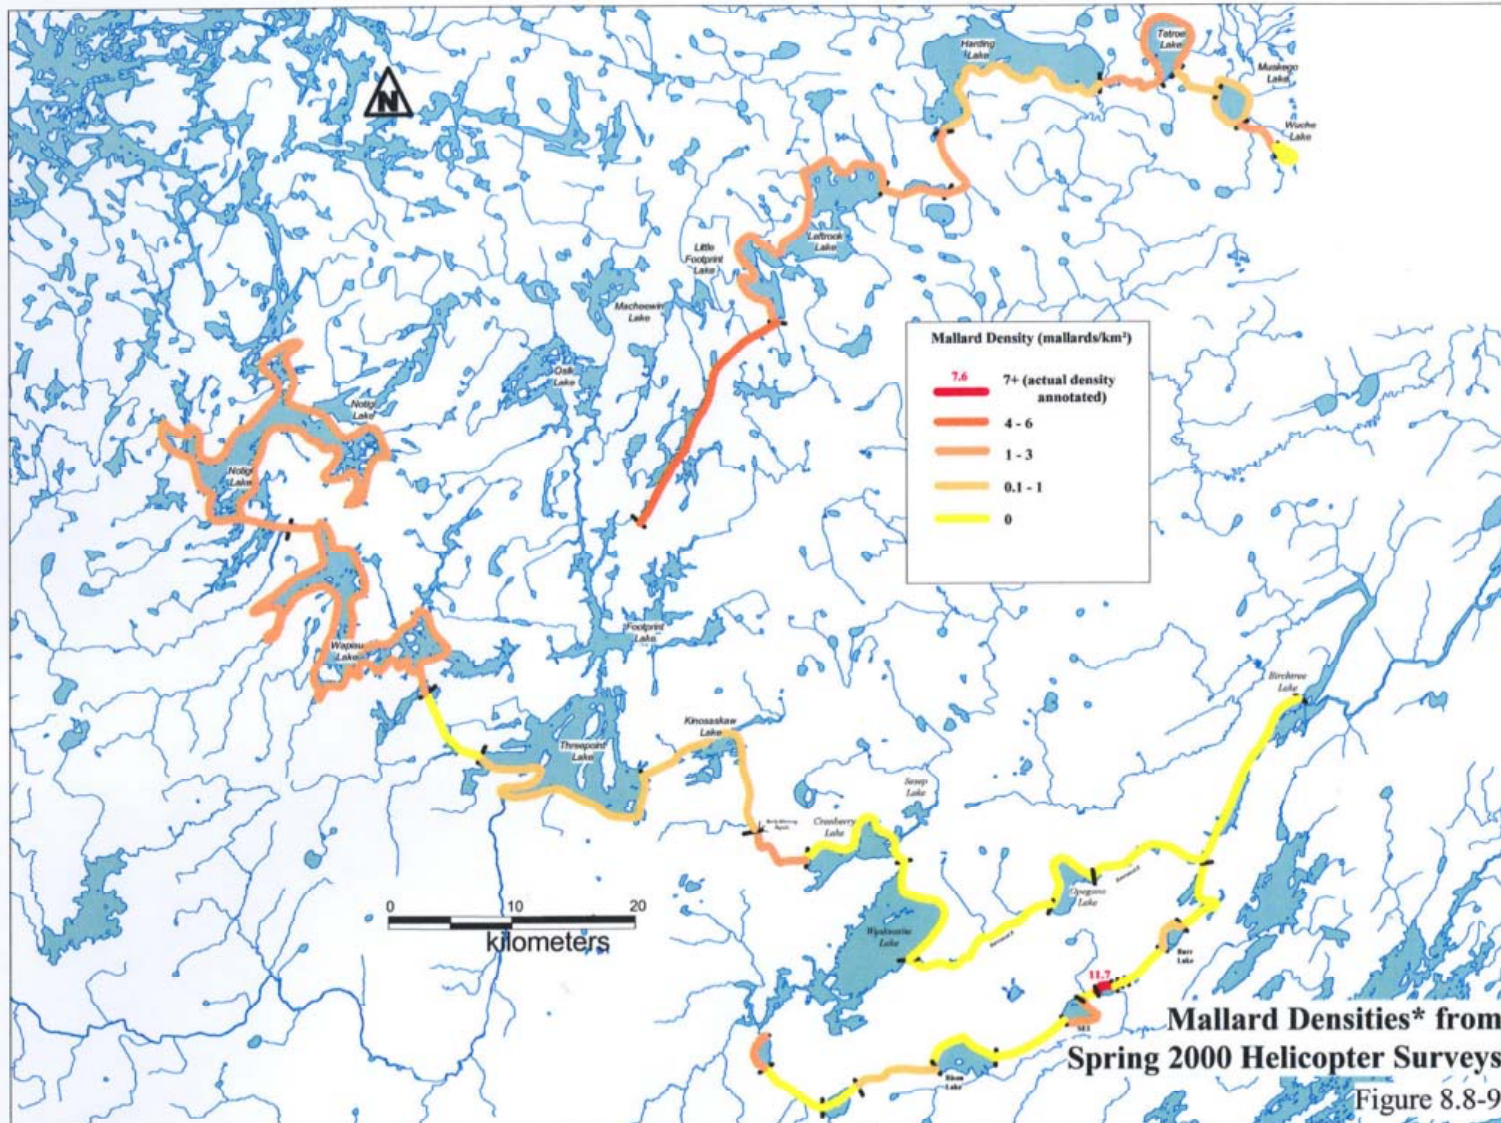 Harding
Lake
Tetroe
Lake
Muskego
Lake
Wuche
Lake
N
Leftrook
Lake
Little
Footprint
Lake
Macheewin
Lake
Osik
Lake
Notigi
Lake
Notigi
Lake
Mallard Density (mallards/km²)
7.6
7+ (actual density
annotated)
4 - 6
1 - 3
0.1 - 1
0
Footprint
Lake
Wapisu
Lake
Birchtree
Lake
Kinosaskaw
Lake
Threepoint
Lake
Sesep
Lake
Cranberry
Lake
Opegano
Lake
0
10
20
kilometers
Wuskwatim
Lake
Lake
11.7
Lake
Mallard Densities* from
Spring 2000 Helicopter Surveys
Figure 8.8-9